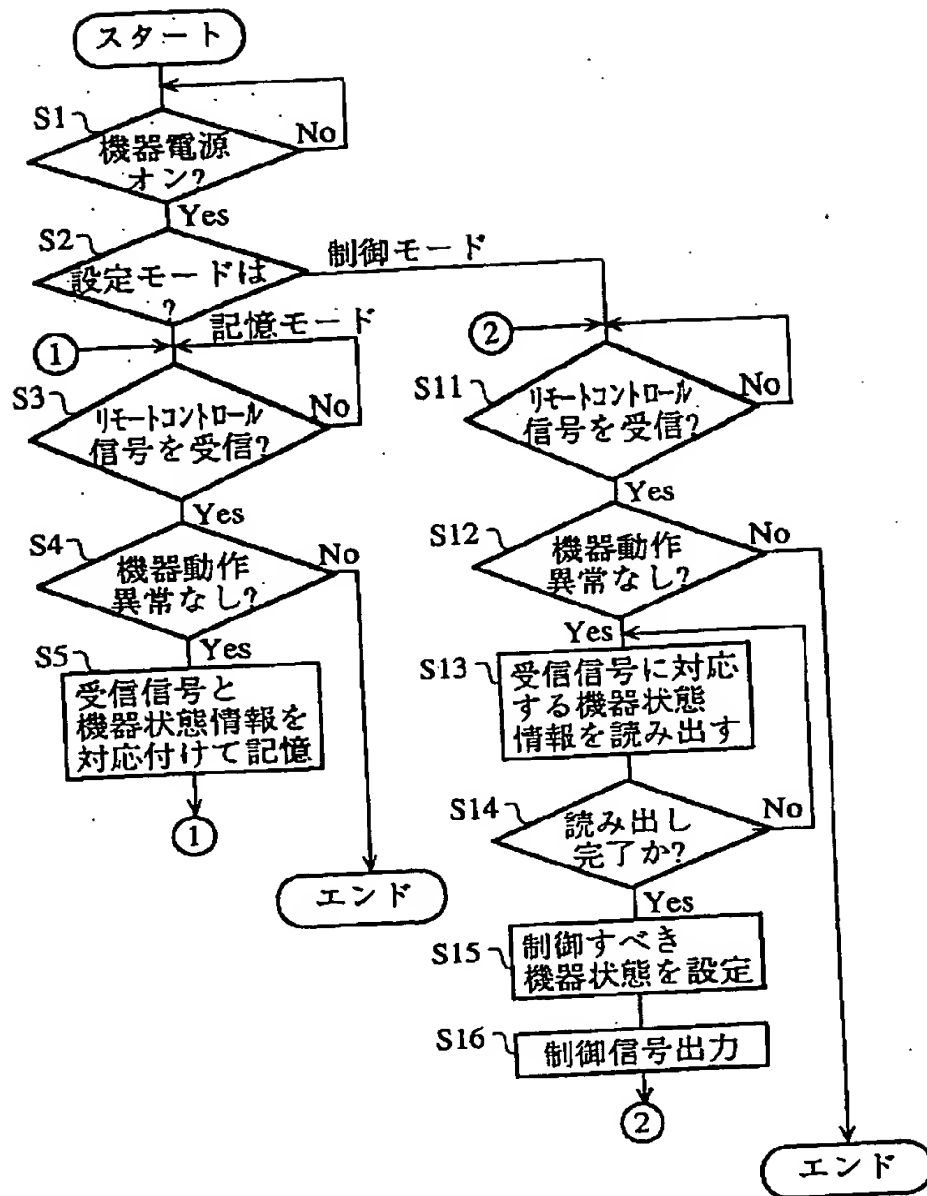 スタート
S1
機器電源
オン?
No
Yes
S2
設定モードは
?
制御モード
記憶モード
①
S3
リモートコントロール
信号を受信?
No
Yes
S4
機器動作
異常なし?
No
Yes
S5
受信信号と
機器状態情報を
対応付けて記憶
①
エンド
②
S11
リモートコントロール
信号を受信?
No
Yes
S12
機器動作
異常なし?
No
Yes
S13
受信信号に対応
する機器状態
情報を読み出す
S14
読み出し
完了か?
No
Yes
S15
制御すべき
機器状態を設定
S16
制御信号出力
②
エンド